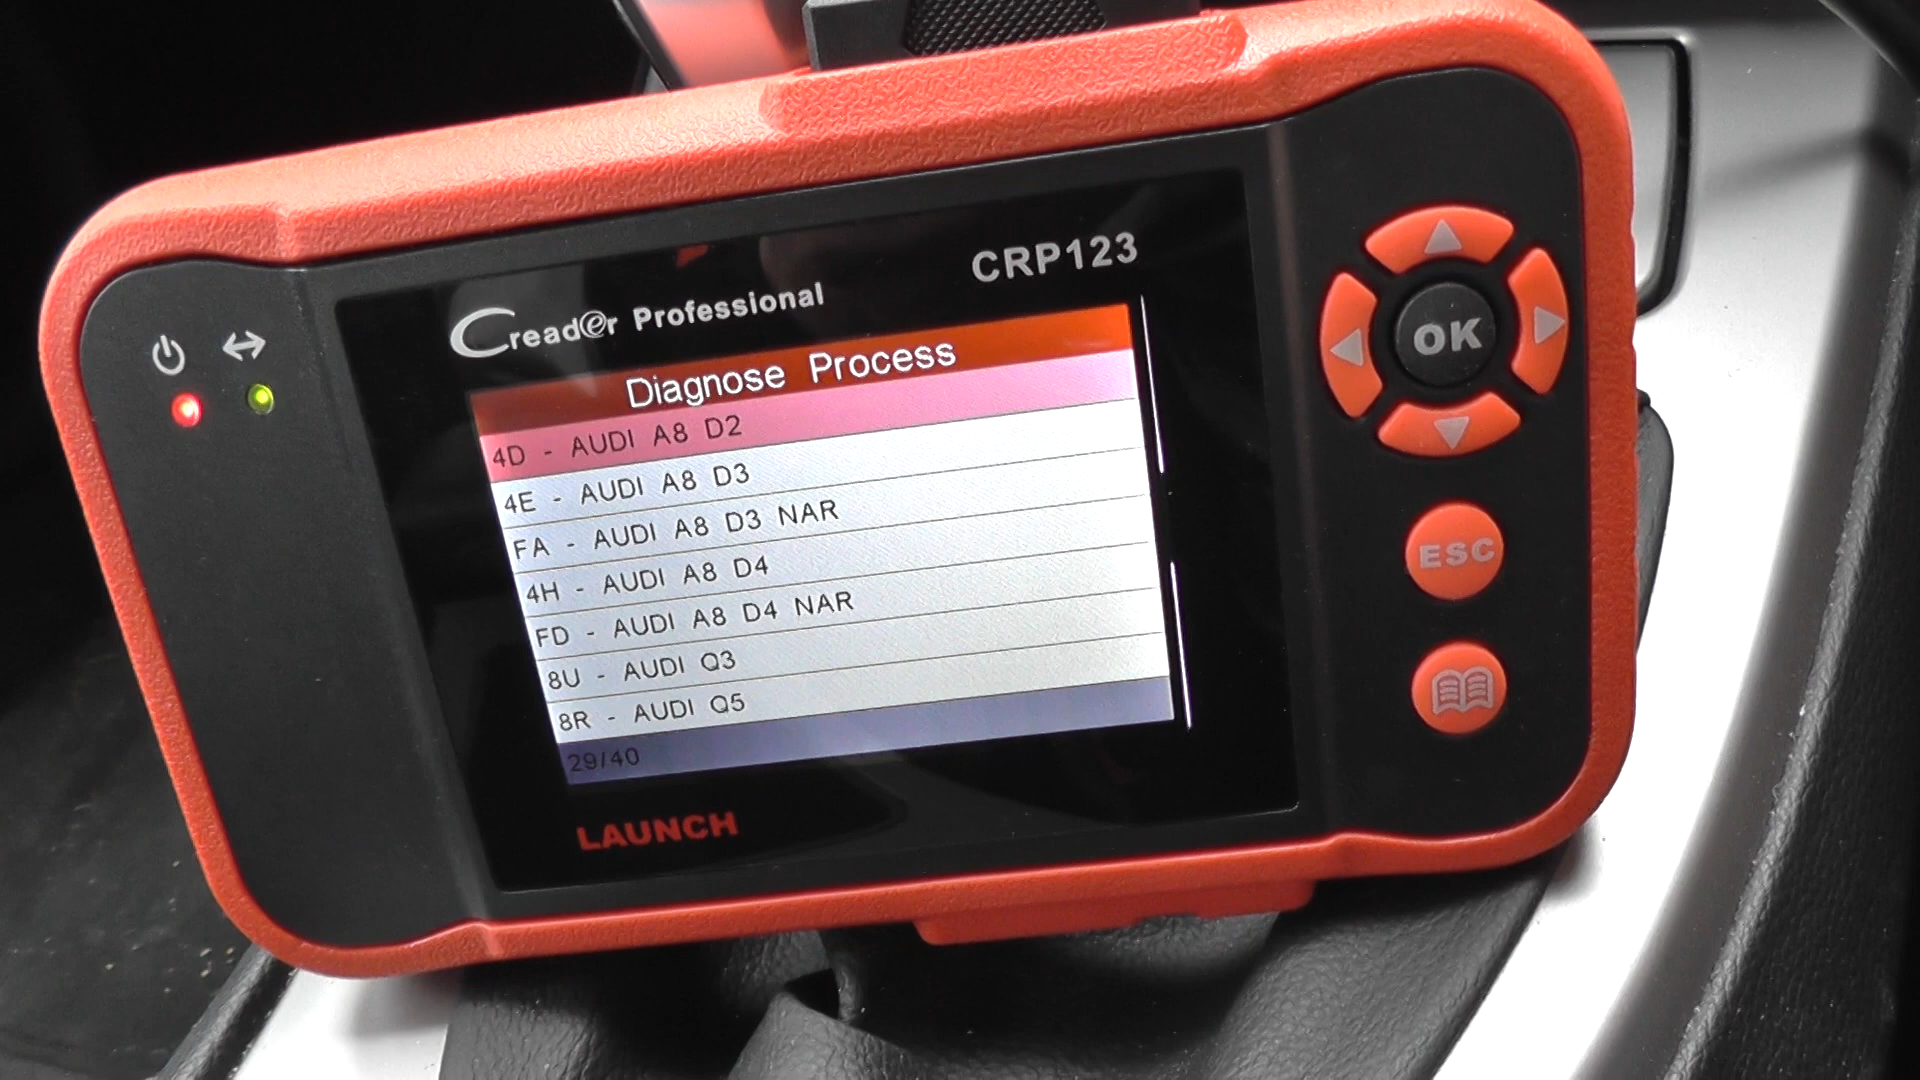 Creader Professional
CRP123
Diagnose Process
4D - AUDI A8 D2
4E - AUDI A8 D3
FA - AUDI A8 D3 NAR
4H - AUDI A8 D4
FD - AUDI A8 D4 NAR
8U - AUDI Q3
8R - AUDI Q5
29/40
LAUNCH
OK
ESC